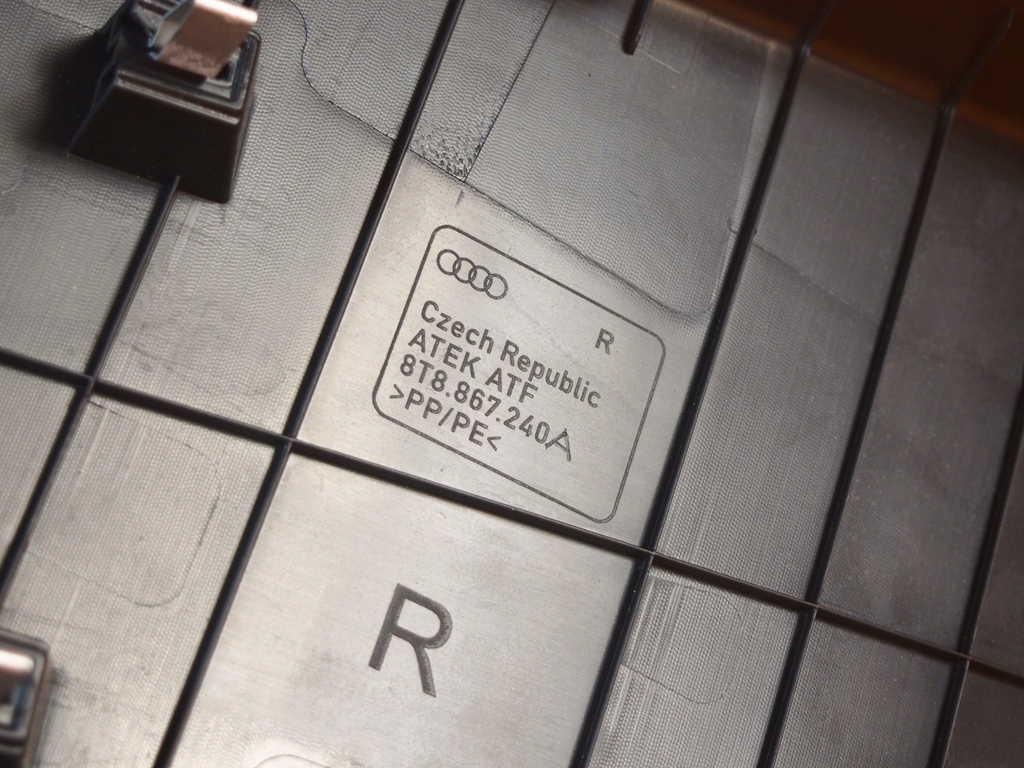 R
Czech Republic
ATEK ATF
8T8.867.240A
>PP/PE<
R